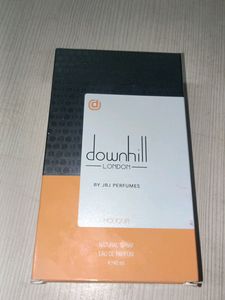 d
downhill
LONDON
BY JBJ PERFUMES
NATURAL SPRAY
EAU DE PARFUM